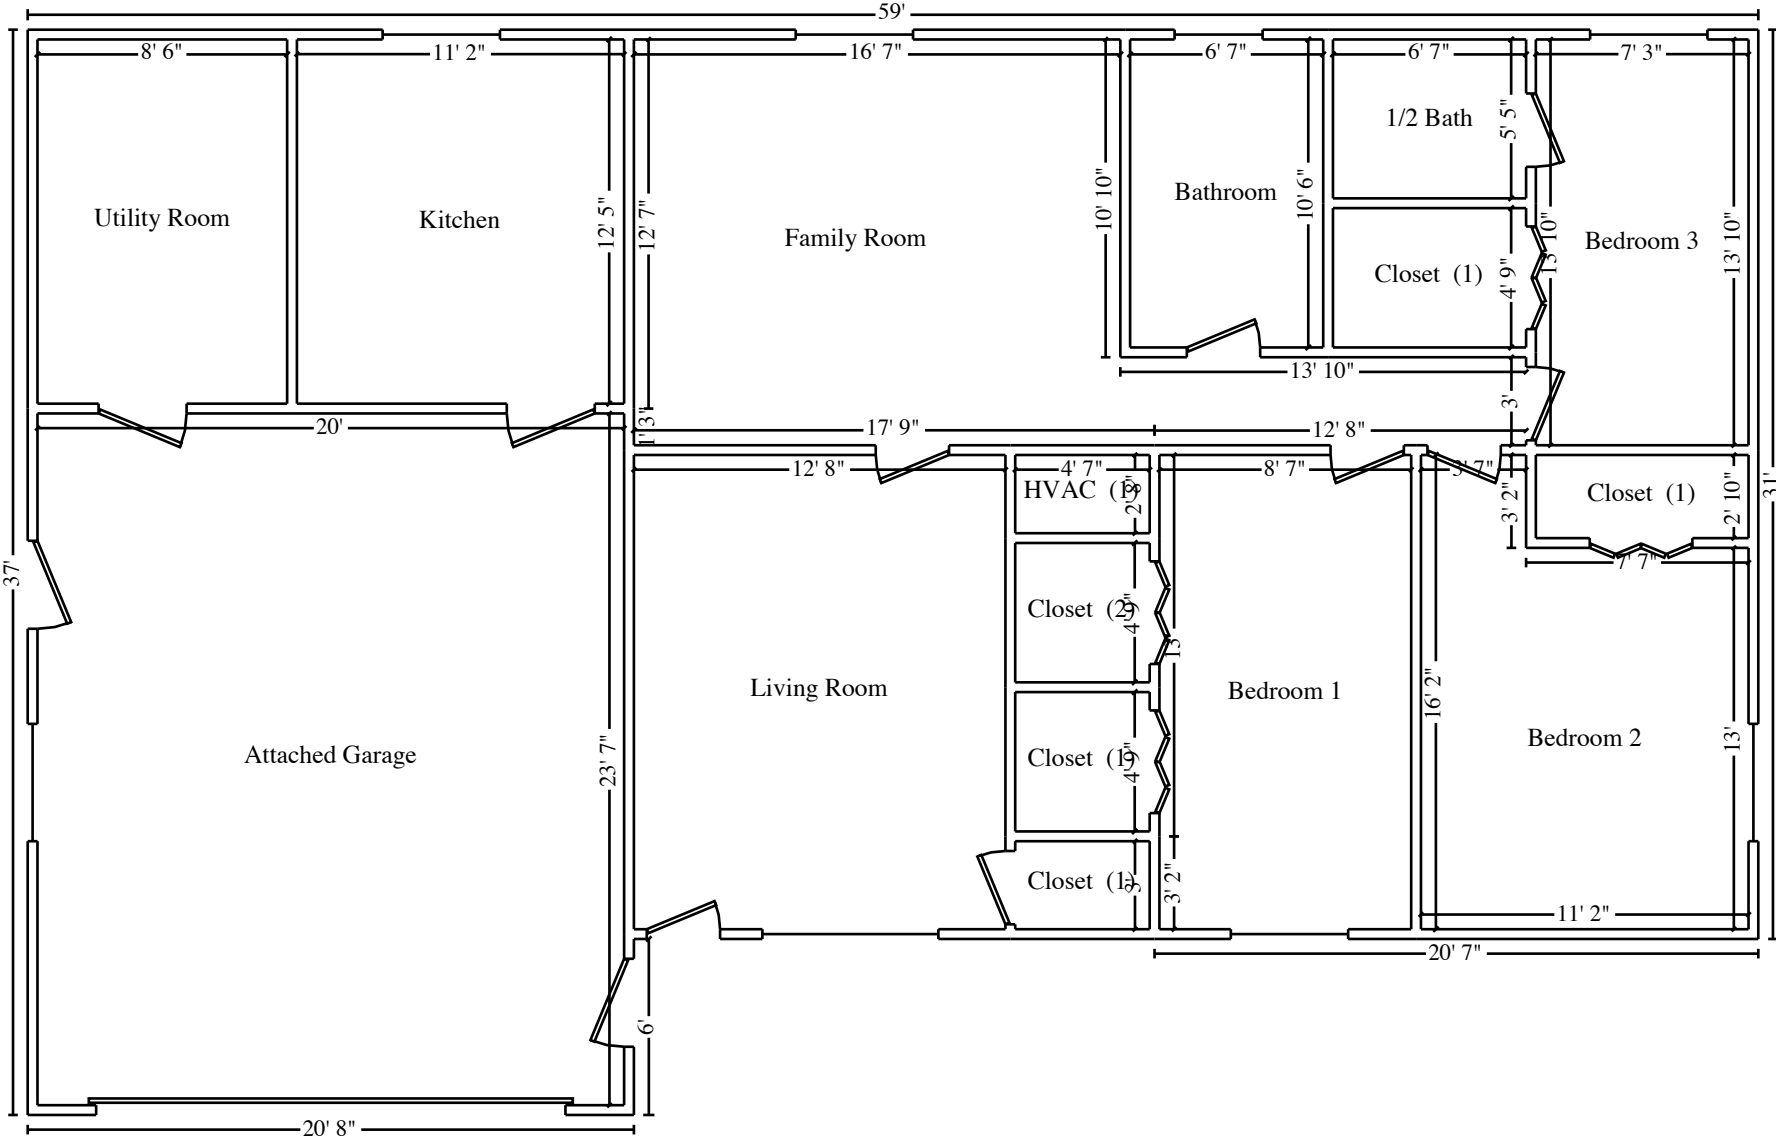 59'
8' 6"
11' 2"
16' 7"
6' 7"
6' 7"
7' 3"
1/2 Bath
5' 5"
Utility Room
Kitchen
12' 5"
12' 7"
Family Room
10' 10"
Bathroom
10' 6"
Closet (1)
4' 9"
13' 10"
Bedroom 3
13' 10"
13' 10"
3'
20'
1' 3"
17' 9"
12' 8"
12' 8"
4' 7"
8' 7"
3' 7"
HVAC (1)
2' 8"
3' 2"
Closet (1)
2' 10"
31'
7' 7"
37'
Closet (2)
4' 9"
13'
Living Room
Bedroom 1
16' 2"
Bedroom 2
13'
Attached Garage
23' 7"
Closet (1)
4' 9"
Closet (1)
3'
3' 2"
11' 2"
20' 7"
6'
20' 8"